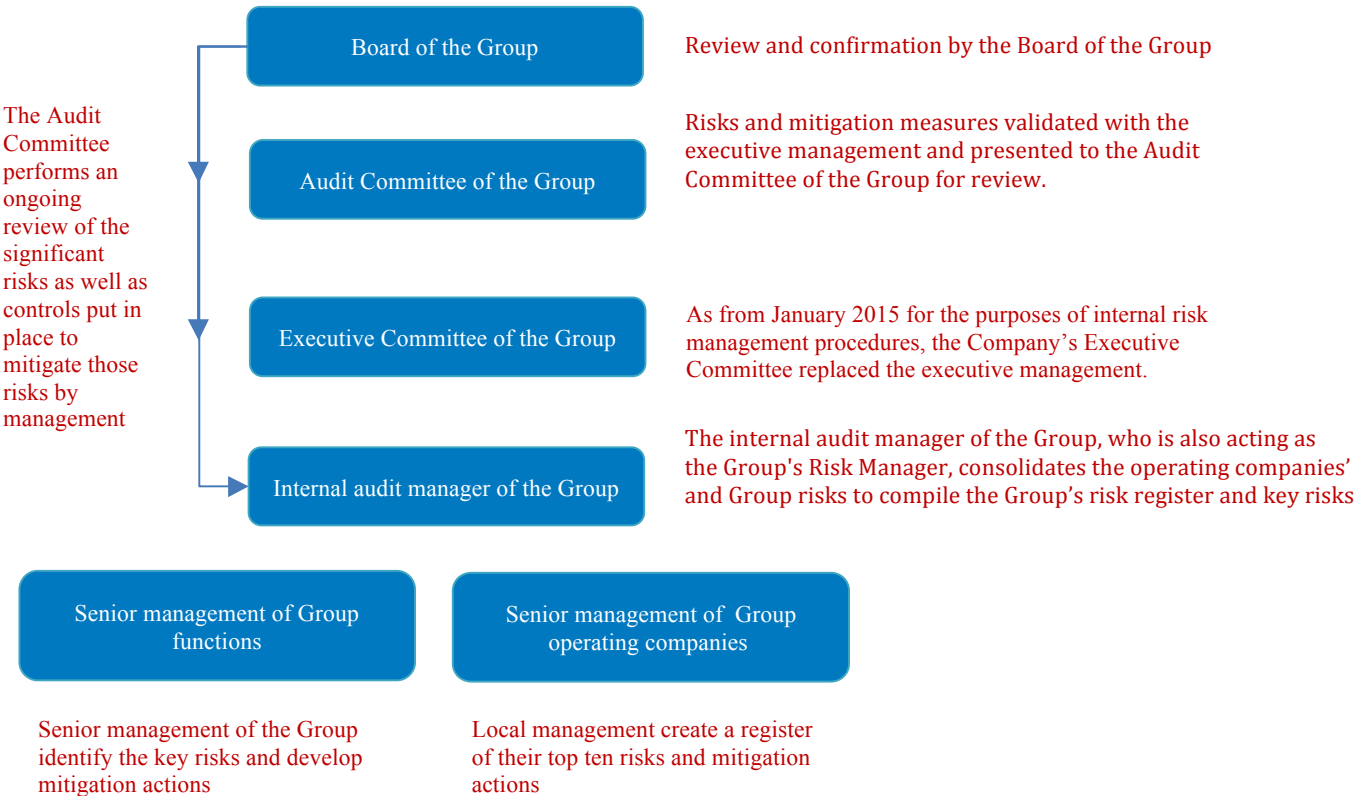 Board of the Group
Review and confirmation by the Board of the Group
The Audit
Committee
performs an
ongoing
review of the
significant
risks as well as
controls put in
place to
mitigate those
risks by
management
Audit Committee of the Group
Risks and mitigation measures validated with the
executive management and presented to the Audit
Committee of the Group for review.
Executive Committee of the Group
As from January 2015 for the purposes of internal risk
management procedures, the Company’s Executive
Committee replaced the executive management.
Internal audit manager of the Group
The internal audit manager of the Group, who is also acting as
the Group's Risk Manager, consolidates the operating companies’
and Group risks to compile the Group’s risk register and key risks
Senior management of Group
functions
Senior management of Group
operating companies
Senior management of the Group
identify the key risks and develop
mitigation actions
Local management create a register
of their top ten risks and mitigation
actions